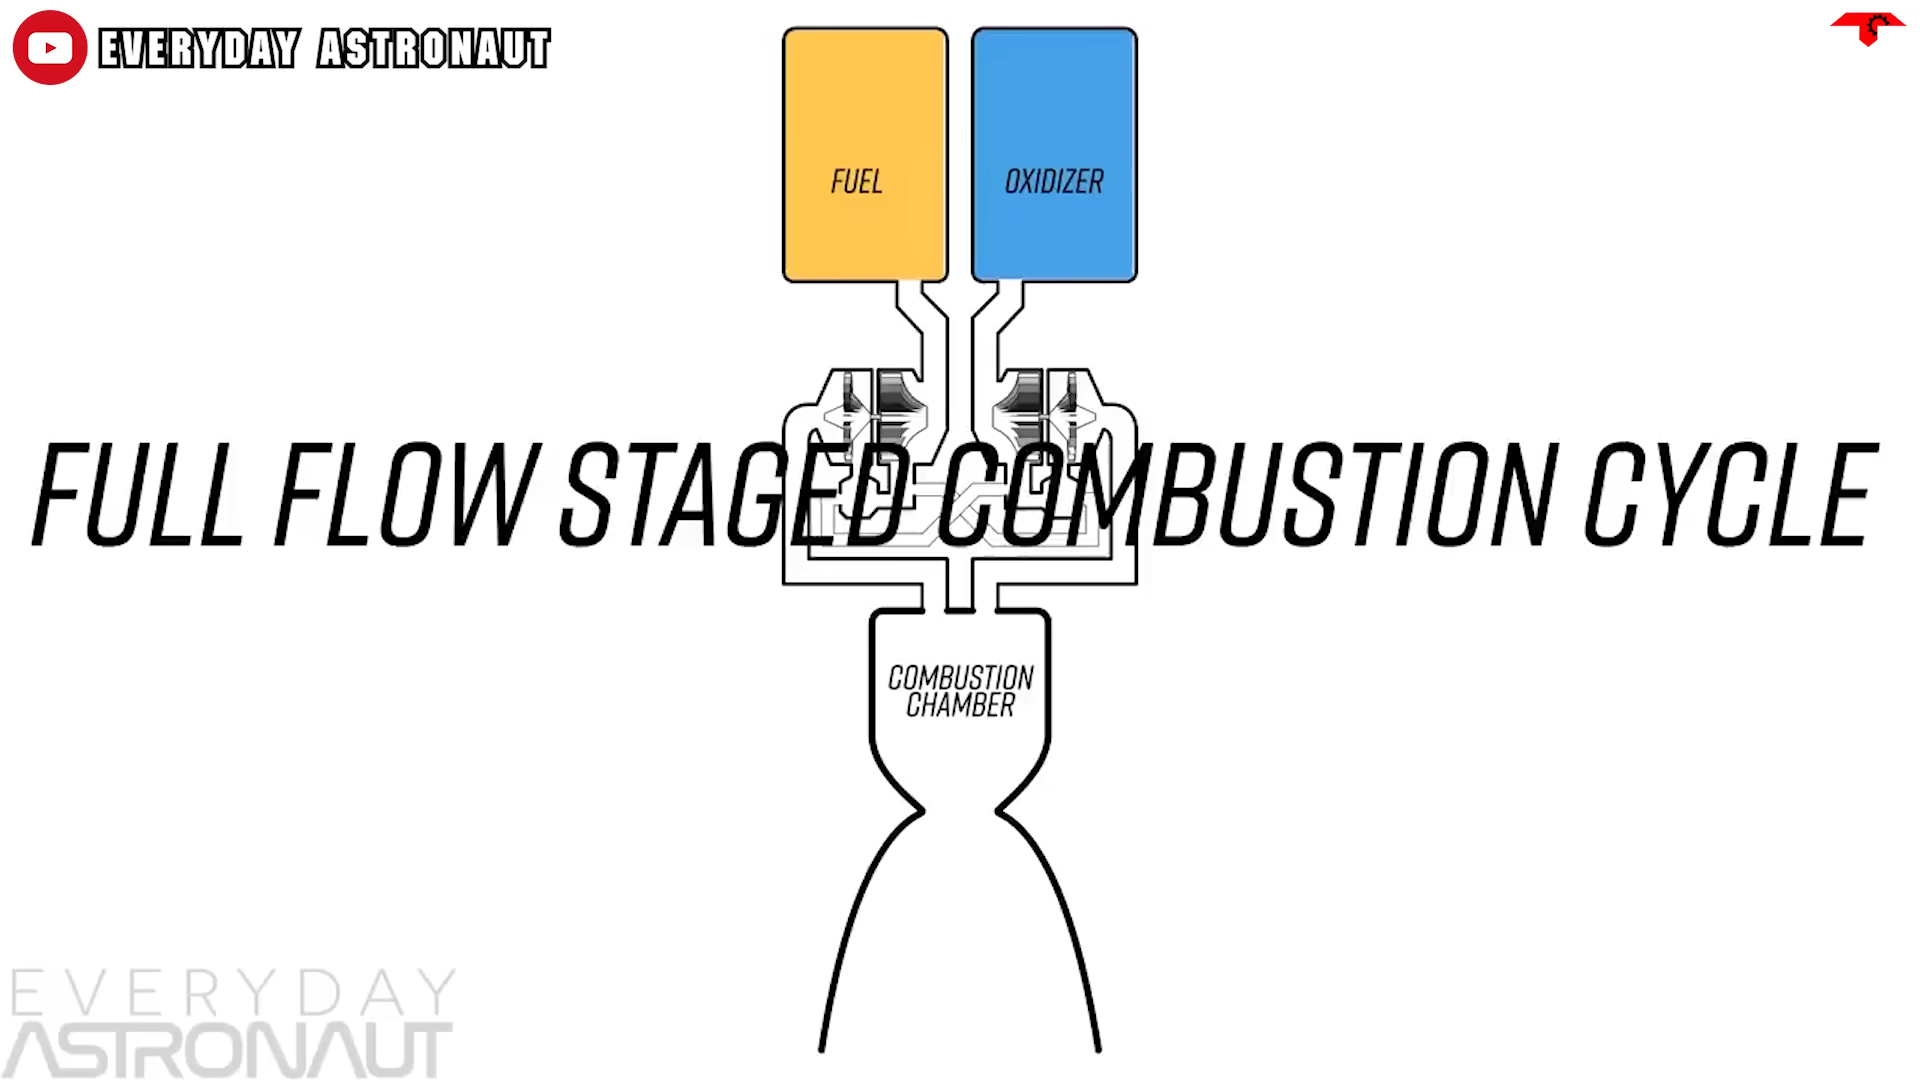 EVERYDAY ASTRONAUT
FUEL
OXIDIZER
FULL FLOW STAGED COMBUSTION CYCLE
COMBUSTION
CHAMBER
EVERYDAY
ASTRONAUT